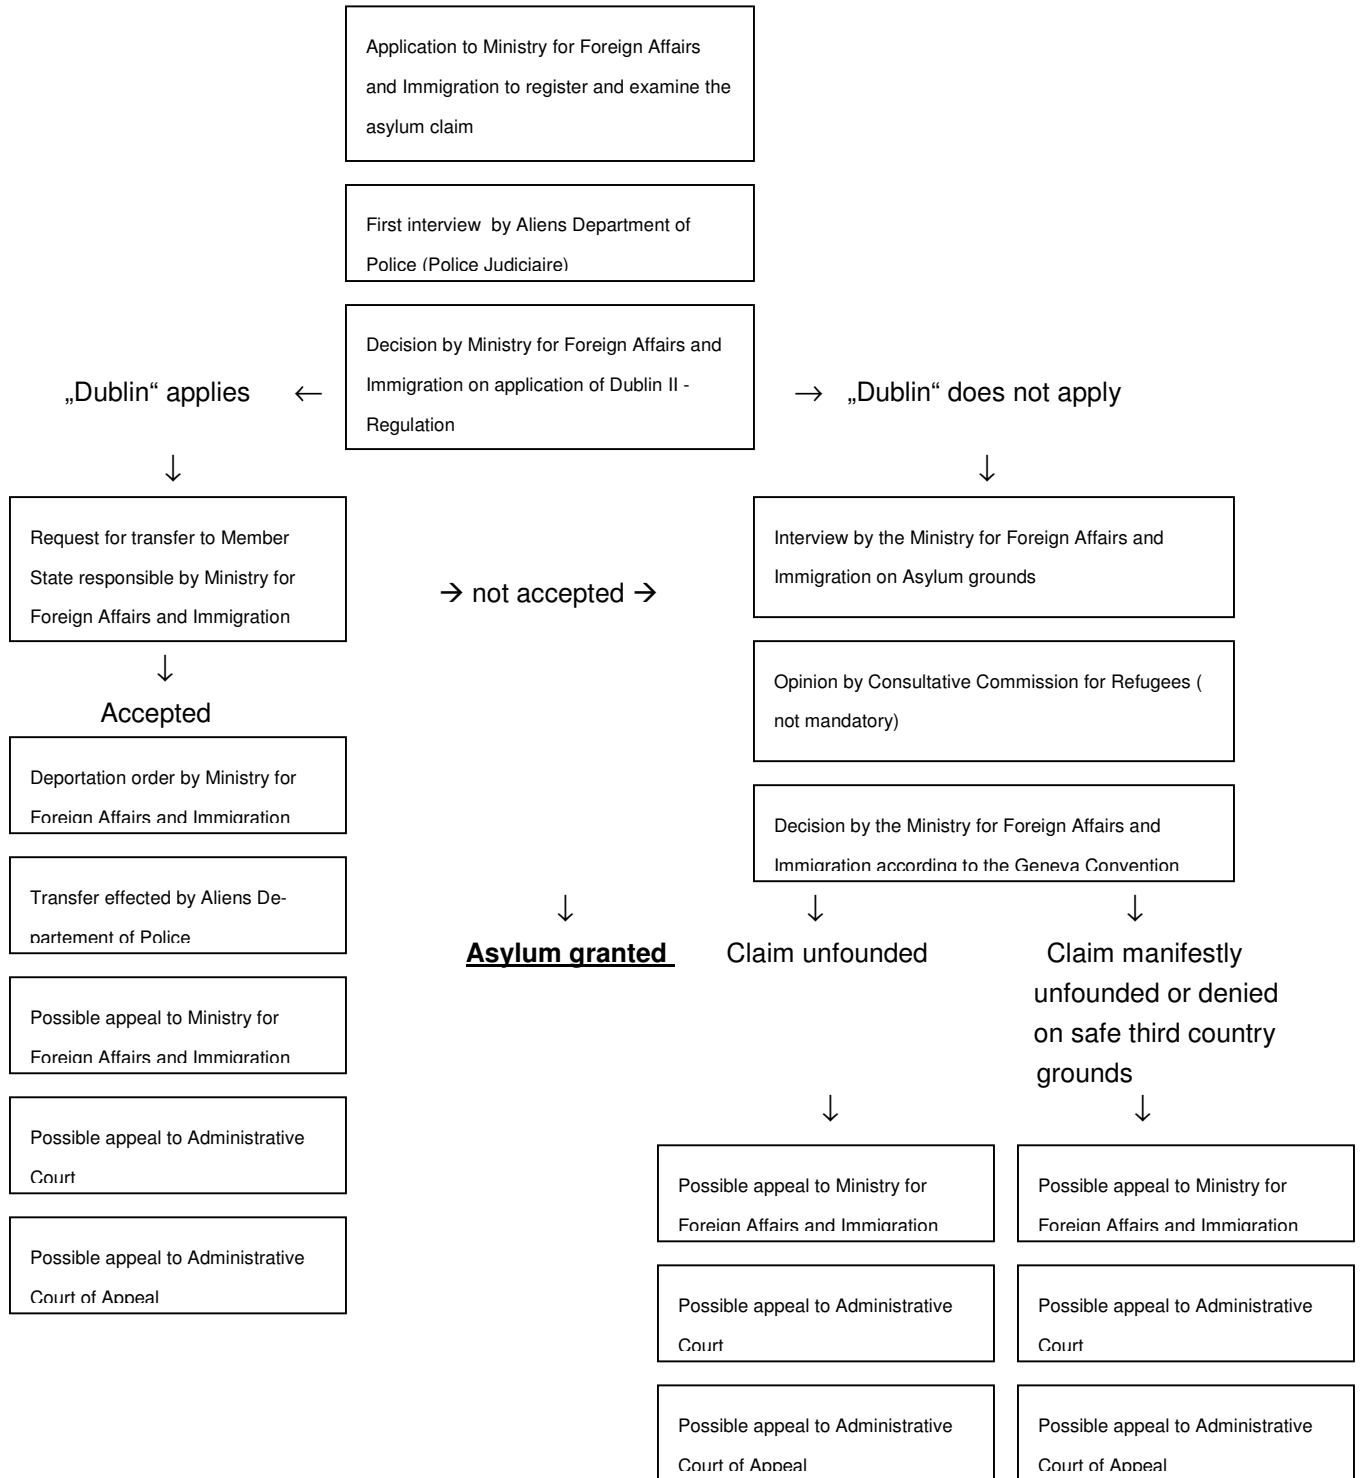 Application to Ministry for Foreign Affairs
and Immigration to register and examine the
asylum claim
First interview by Aliens Department of
Police (Police Judiciaire)
Decision by Ministry for Foreign Affairs and
Immigration on application of Dublin II -
Regulation
„Dublin“ applies ←
→ „Dublin“ does not apply
↓
↓
Request for transfer to Member
State responsible by Ministry for
Foreign Affairs and Immigration
→ not accepted →
Interview by the Ministry for Foreign Affairs and
Immigration on Asylum grounds
↓
Accepted
Opinion by Consultative Commission for Refugees (
not mandatory)
Deportation order by Ministry for
Foreign Affairs and Immigration
Decision by the Ministry for Foreign Affairs and
Immigration according to the Geneva Convention
Transfer effected by Aliens De-
partement of Police
↓
↓
↓
Asylum granted
Claim unfounded
Claim manifestly
unfounded or denied
on safe third country
grounds
Possible appeal to Ministry for
Foreign Affairs and Immigration
Possible appeal to Administrative
Court
Possible appeal to Administrative
Court of Appeal
↓
↓
Possible appeal to Ministry for
Foreign Affairs and Immigration
Possible appeal to Administrative
Court
Possible appeal to Administrative
Court of Appeal
Possible appeal to Ministry for
Foreign Affairs and Immigration
Possible appeal to Administrative
Court
Possible appeal to Administrative
Court of Appeal